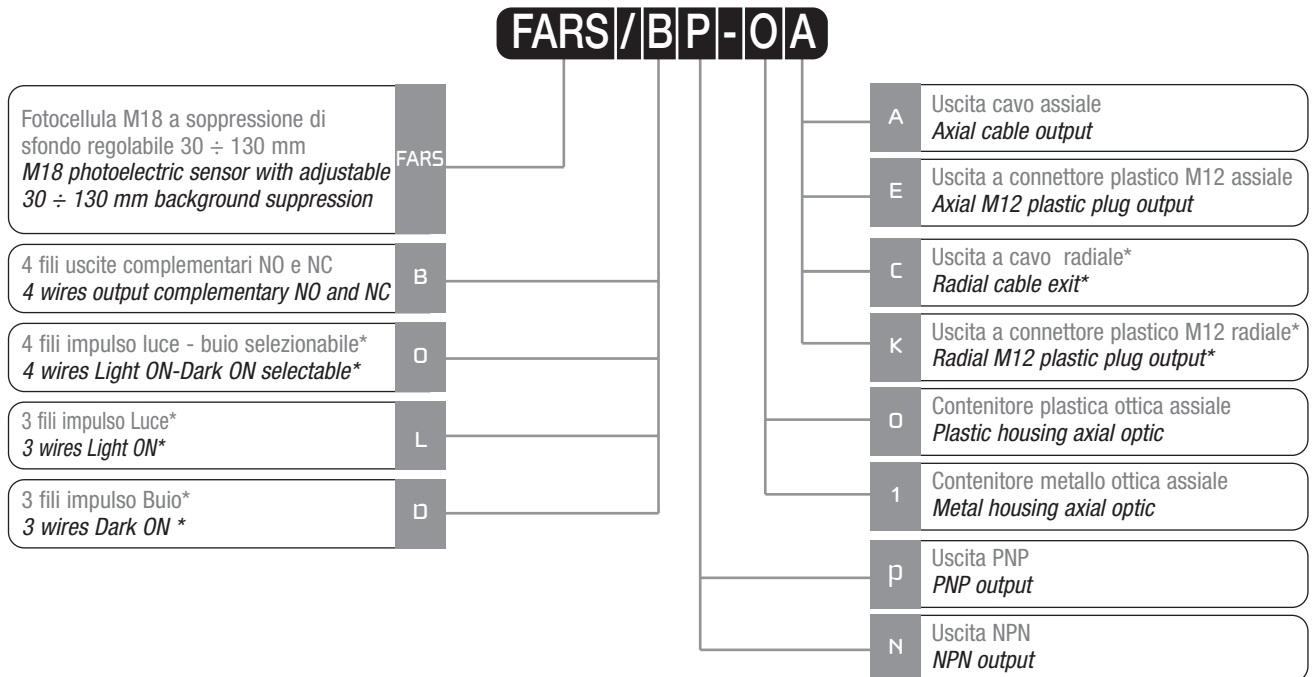 FARS/BP-0A
Fotocellula M18 a soppressione di
sfondo regolabile 30 ÷ 130 mm
M18 photoelectric sensor with adjustable
30 ÷ 130 mm background suppression
FARS
4 fili uscite complementari NO e NC
4 wires output complementary NO and NC
B
4 fili impulso luce - buio selezionabile*
4 wires Light ON-Dark ON selectable*
O
3 fili impulso Luce*
3 wires Light ON*
L
3 fili impulso Buio*
3 wires Dark ON *
D
A
Uscita cavo assiale
Axial cable output
E
Uscita a connettore plastico M12 assiale
Axial M12 plastic plug output
C
Uscita a cavo radiale*
Radial cable exit*
K
Uscita a connettore plastico M12 radiale*
Radial M12 plastic plug output*
0
Contenitore plastica ottica assiale
Plastic housing axial optic
1
Contenitore metallo ottica assiale
Metal housing axial optic
P
Uscita PNP
PNP output
N
Uscita NPN
NPN output